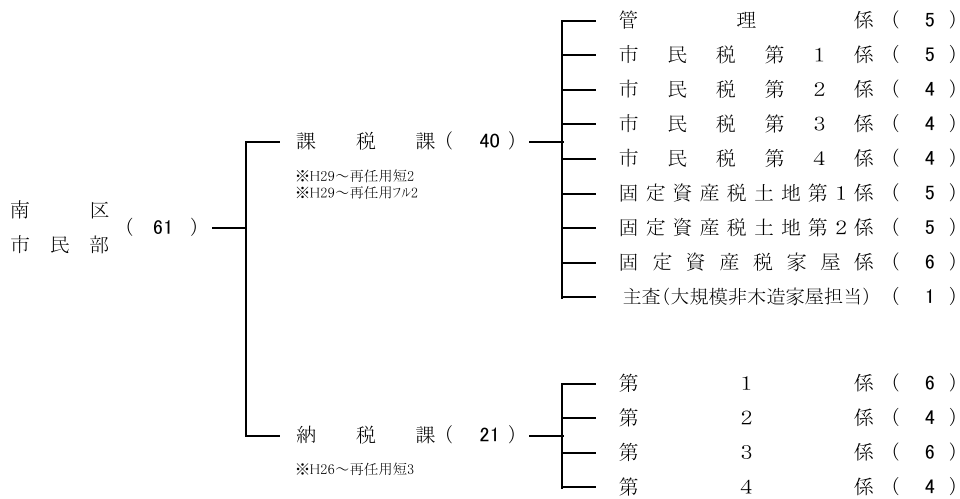 南区
市民部 ( 61 )
課税課 ( 40 )
※H29～再任用短2
※H29～再任用フル2
管理係 ( 5 )
市民税第1係 ( 5 )
市民税第2係 ( 4 )
市民税第3係 ( 4 )
市民税第4係 ( 4 )
固定資産税土地第1係 ( 5 )
固定資産税土地第2係 ( 5 )
固定資産税家屋係 ( 6 )
主査(大規模非木造家屋担当) ( 1 )
納税課 ( 21 )
※H26～再任用短3
第1係 ( 6 )
第2係 ( 4 )
第3係 ( 6 )
第4係 ( 4 )